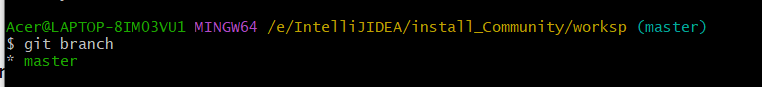 Acer@LAPTOP-8IMO3VU1 MINGW64 /e/IntelliJIDEA/install_Community/worksp (master)
$ git branch
* master